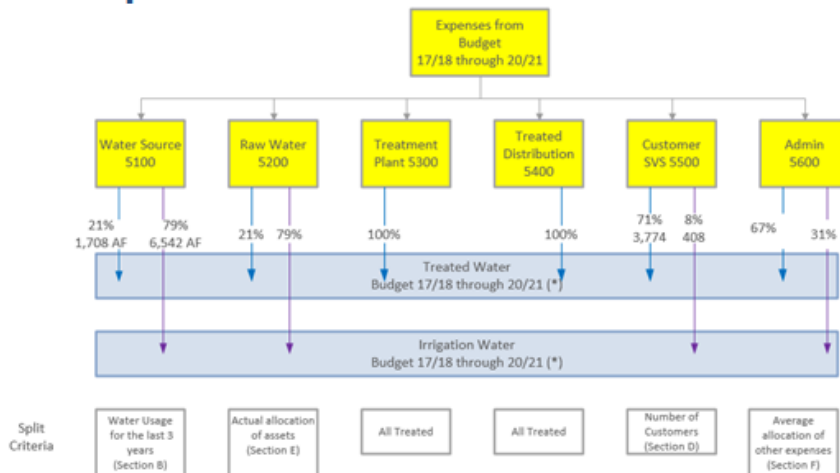 Expenses from
Budget
17/18 through 20/21
Water Source
5100
Raw Water
5200
Treatment
Plant 5300
Treated
Distribution
5400
Customer
SVS 5500
Admin
5600
21%
1,708 AF
79%
6,542 AF
21%
79%
100%
100%
71%
3,774
8%
408
67%
31%
Treated Water
Budget 17/18 through 20/21 (*)
Irrigation Water
Budget 17/18 through 20/21 (*)
Split
Criteria
Water Usage
for the last 3
years
(Section B)
Actual allocation
of assets
(Section E)
All Treated
All Treated
Number of
Customers
(Section D)
Average
allocation of
other expenses
(Section F)